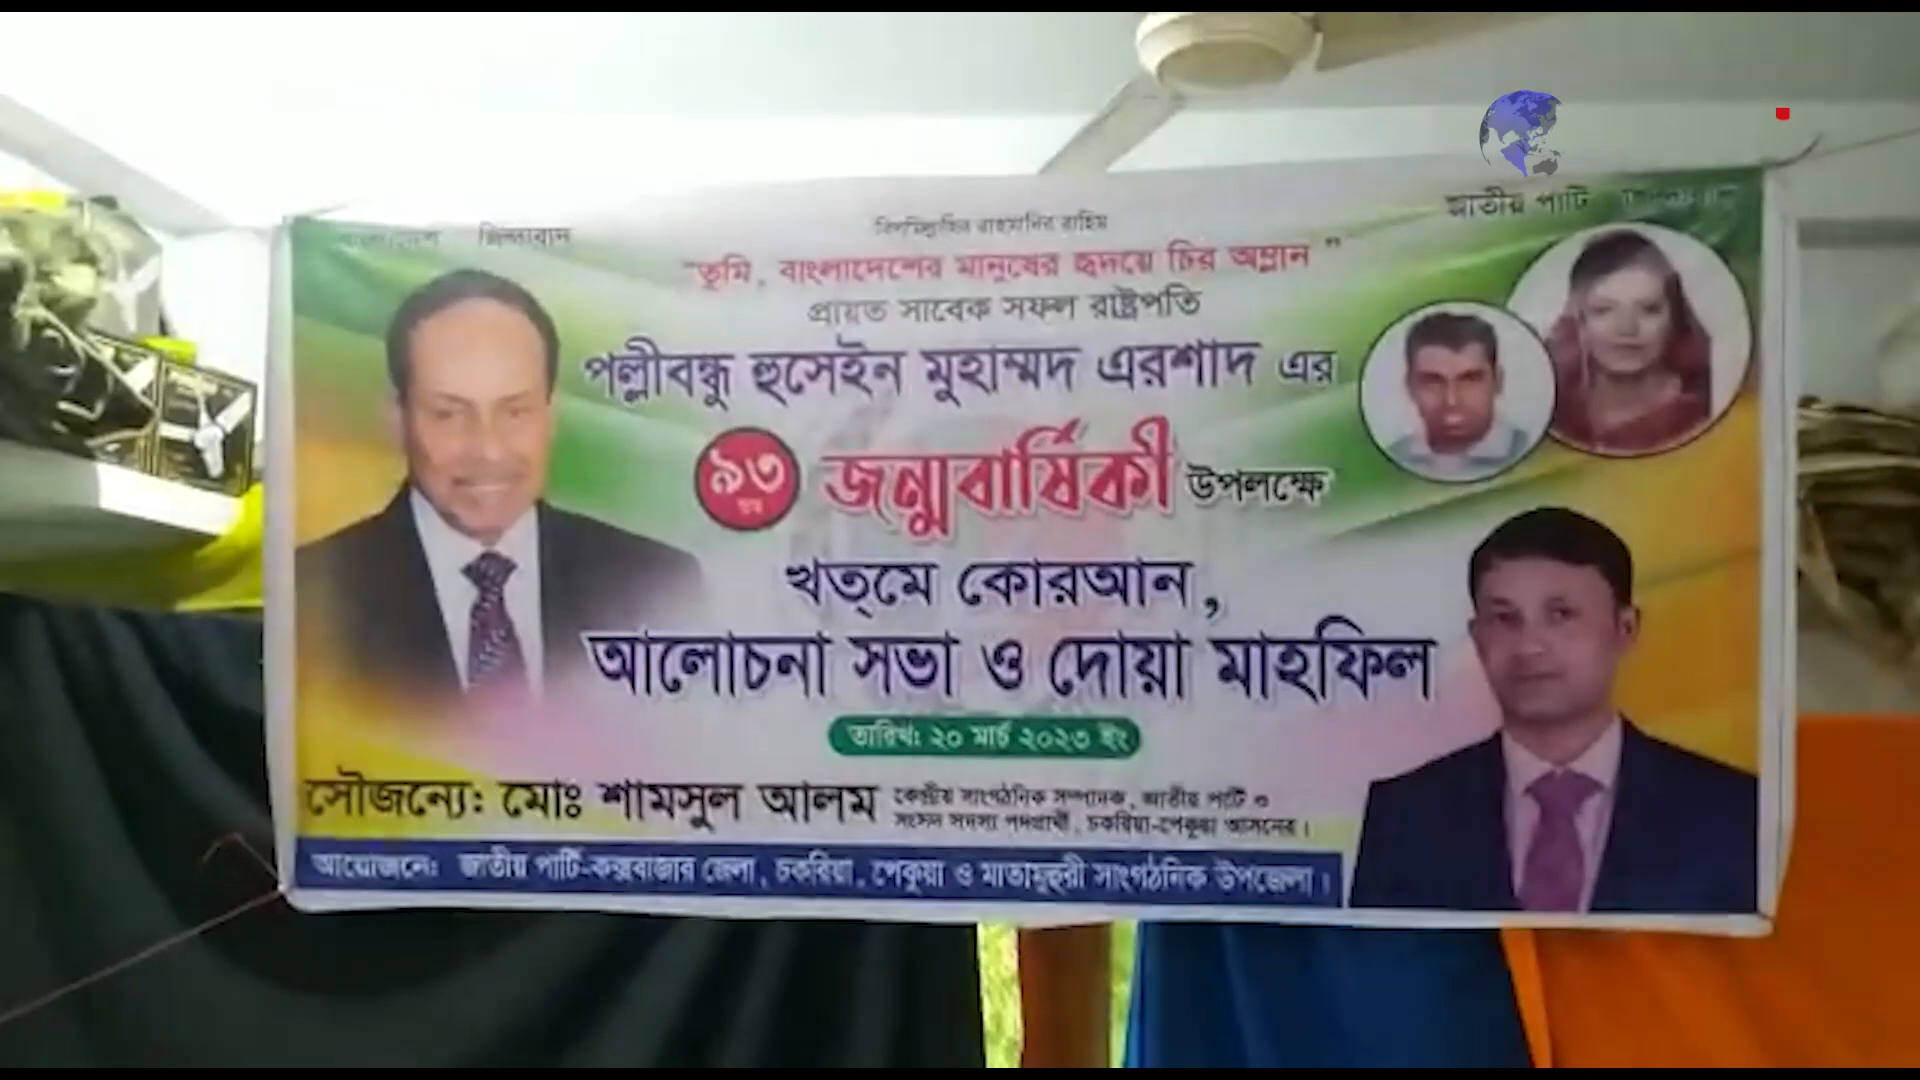 জিন্দাবাদ
বিসমিল্লাহির রাহমানির রাহিম
জাতীয় পার্টি
"তুমি, বাংলাদেশের মানুষের হৃদয়ে চির অম্লান"
প্রায়ত সাবেক সফল রাষ্ট্রপতি
পল্লীবন্ধু হুসেইন মুহাম্মদ এরশাদ এর
৯৩ তম জন্মবার্ষিকী উপলক্ষে
খত্‌মে কোরআন,
আলোচনা সভা ও দোয়া মাহফিল
তারিখ: ২০ মার্চ ২০২৩ ইং
সৌজন্যে: মোঃ শামসুল আলম
কেন্দ্রীয় সাংগঠনিক সম্পাদক, জাতীয় পার্টি ও
সংসদ সদস্য পদপ্রার্থী, চকরিয়া-পেকুয়া আসনের।
আয়োজনে: জাতীয় পার্টি-কক্সবাজার জেলা, চকরিয়া, পেকুয়া ও মাতামুহুরী সাংগঠনিক উপজেলা।